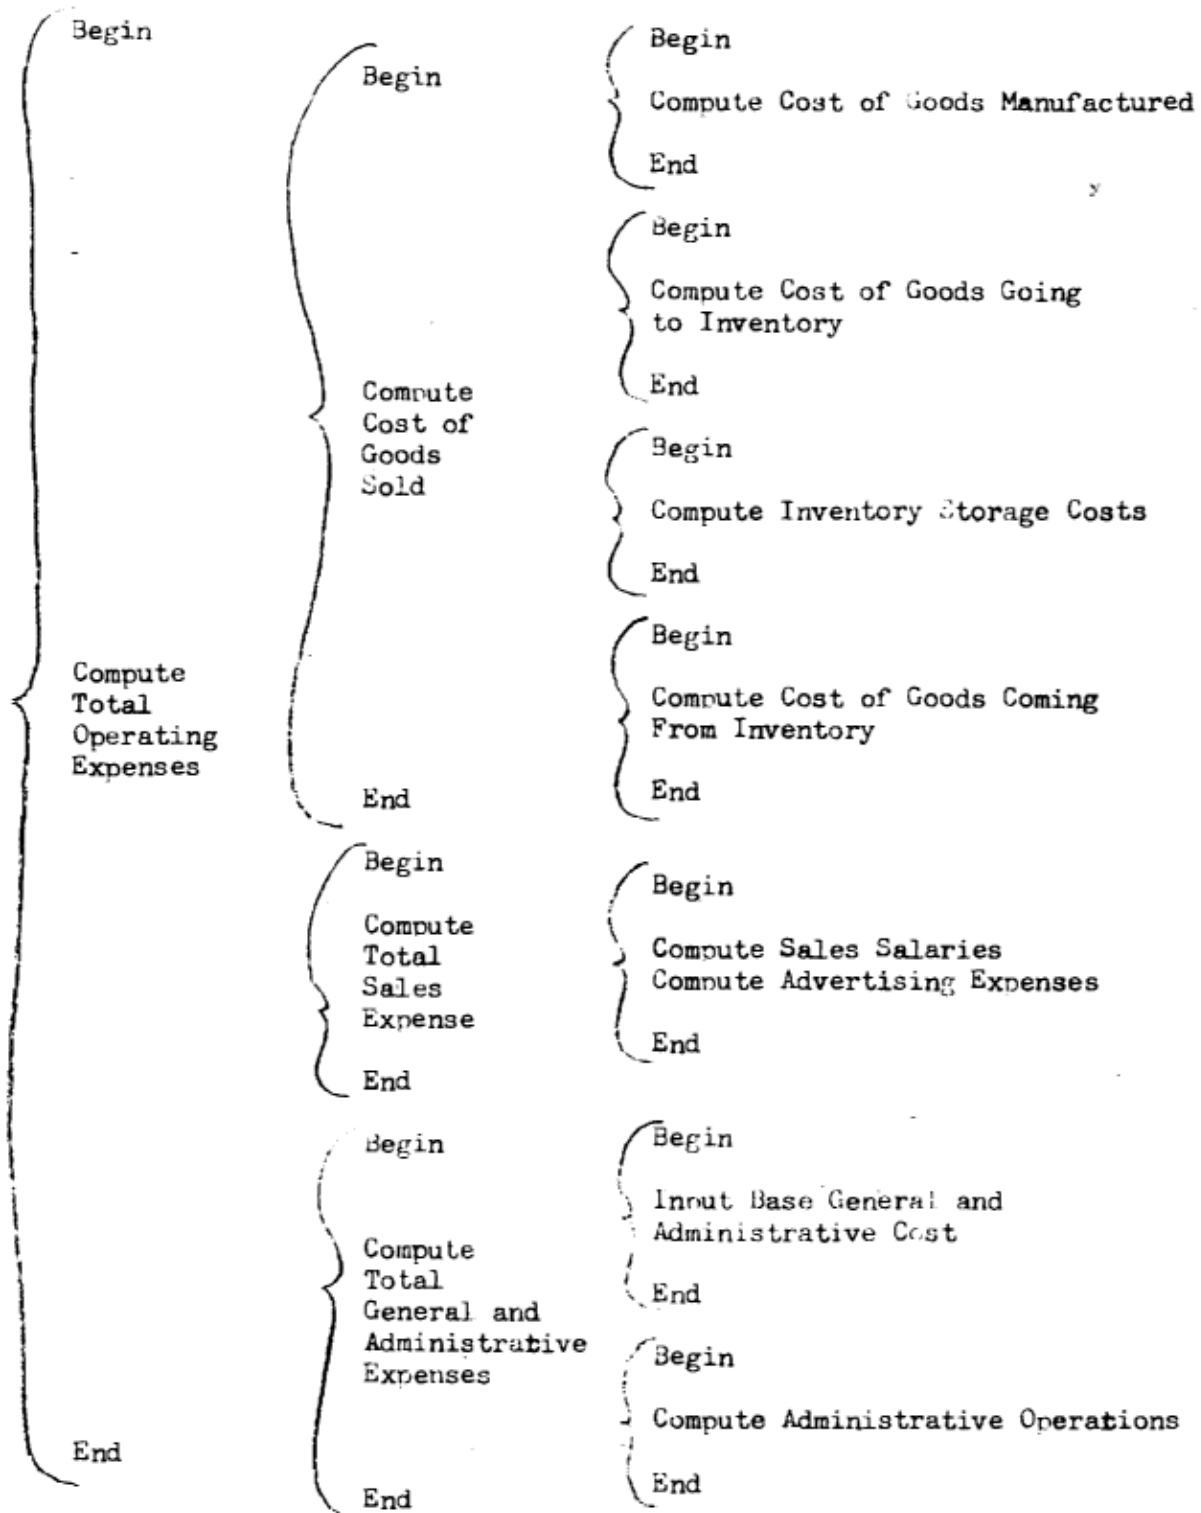 Begin
Compute
Total
Operating
Expenses
End
Begin
Compute
Cost of
Goods
Sold
End
Begin
Compute Cost of Goods Manufactured
End
Begin
Compute Cost of Goods Going
to Inventory
End
Begin
Compute Inventory Storage Costs
End
Begin
Compute Cost of Goods Coming
From Inventory
End
Begin
Compute
Total
Sales
Expense
End
Begin
Compute Sales Salaries
Compute Advertising Expenses
End
Begin
Compute
Total
General and
Administrative
Expenses
End
Begin
Input Base General and
Administrative Cost
End
Begin
Compute Administrative Operations
End